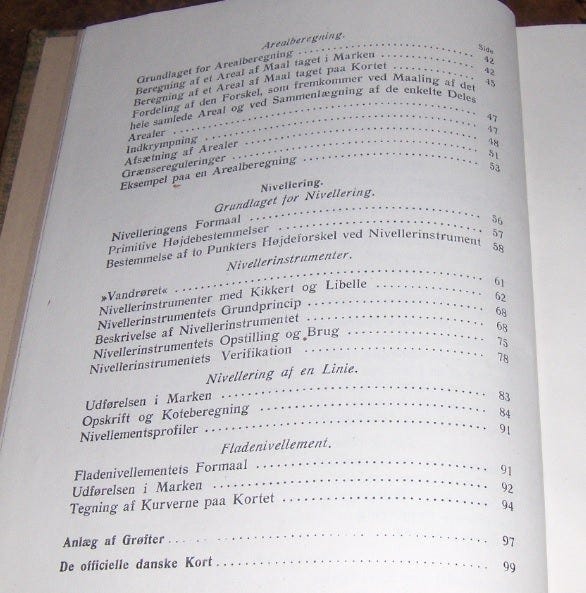 Arealberegning.
Side
Grundlaget for Arealberegning 42
Beregning af et Areal af Maal taget i Marken 42
Beregning af et Areal af Maal taget paa Kortet 45
Fordeling af den Forskel, som fremkommer ved Maaling af det
hele samlede Areal og ved Sammenlægning af de enkelte Deles
Arealer 47
Indkrympning 47
Afsætning af Arealer 48
Grænsereguleringer 51
Eksempel paa en Arealberegning 53
Nivellering.
Grundlaget for Nivellering.
Nivelleringens Formaal 56
Primitive Højdebestemmelser 57
Bestemmelse af to Punkters Højdeforskel ved Nivellerinstrument 58
Nivellerinstrumenter.
»Vandrøret« 61
Nivellerinstrumenter med Kikkert og Libelle 62
Nivellerinstrumentets Grundprincip 68
Beskrivelse af Nivellerinstrumentet 68
Nivellerinstrumentets Opstilling og Brug 75
Nivellerinstrumentets Verifikation 78
Nivellering af en Linie.
Udførelsen i Marken 83
Opskrift og Koteberegning 84
Nivellementsprofiler 91
Fladenivellement.
Fladenivellementets Formaal 91
Udførelsen i Marken 92
Tegning af Kurverne paa Kortet 94
Anlæg af Grøfter 97
De officielle danske Kort 99